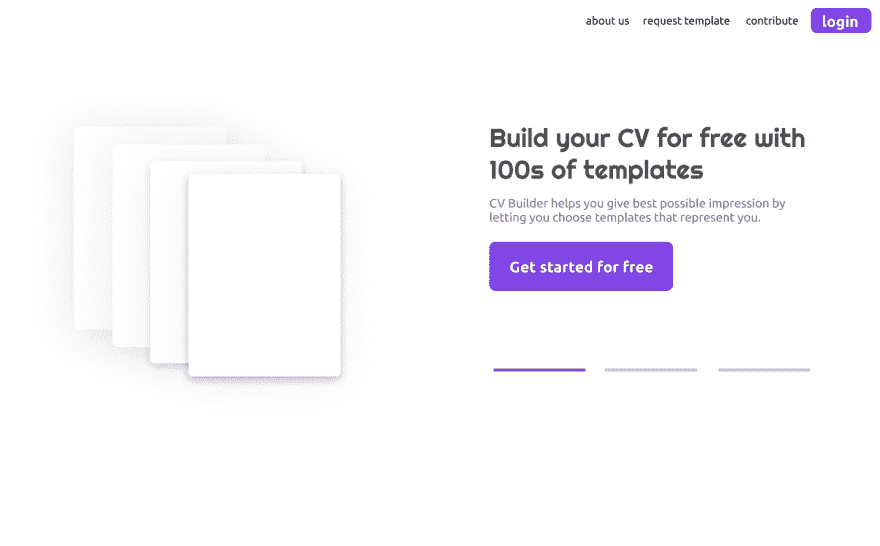 about us request template contribute login
Build your CV for free with
100s of templates
CV Builder helps you give best possible impression by
letting you choose templates that represent you.
Get started for free